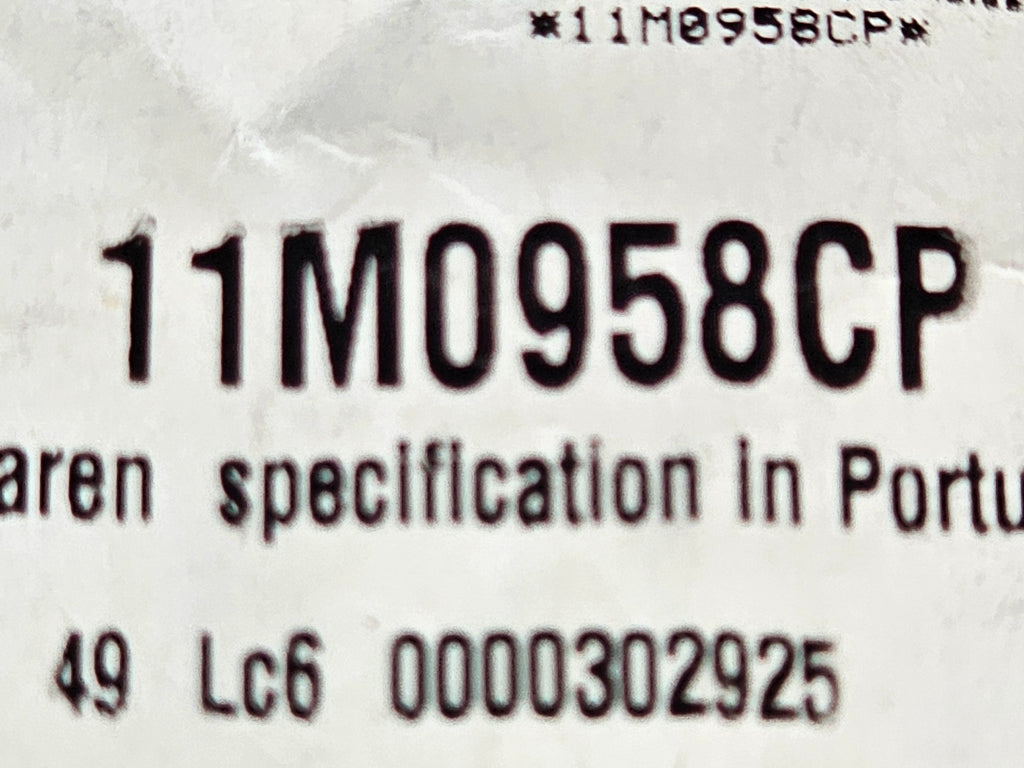 *11M0958CP*
11M0958CP
aren specification in Portu
49 Lc6 0000302925